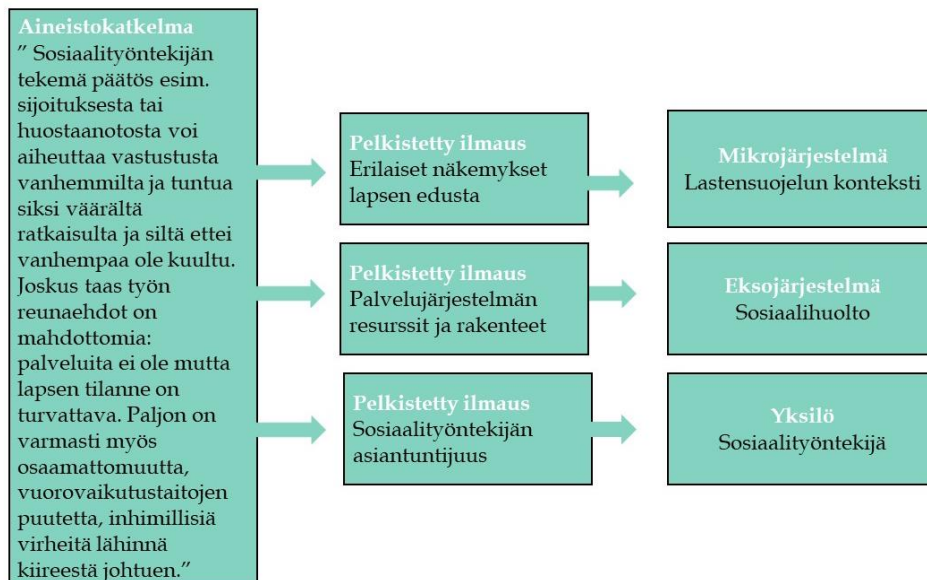 Aineistokatkelma
” Sosiaalityöntekijän
tekemä päätös esim.
sijoituksesta tai
huostaanotosta voi
aiheuttaa vastustusta
vanhemmilta ja tuntua
siksi väärältä
ratkaisulta ja siltä ettei
vanhempaa ole kuultu.
Joskus taas työn
reunaehdot on
mahdottomia:
palveluita ei ole mutta
lapsen tilanne on
turvattava. Paljon on
varmasti myös
osaamattomuutta,
vuorovaikutustaitojen
puutetta, inhimillisiä
virheitä lähinnä
kiireestä johtuen.”
Pelkistetty ilmaus
Erilaiset näkemykset
lapsen edusta
Mikrojärjestelmä
Lastensuojelun konteksti
Pelkistetty ilmaus
Palvelujärjestelmän
resurssit ja rakenteet
Eksojärjestelmä
Sosiaalihuolto
Pelkistetty ilmaus
Sosiaalityöntekijän
asiantuntijuus
Yksilö
Sosiaalityöntekijä